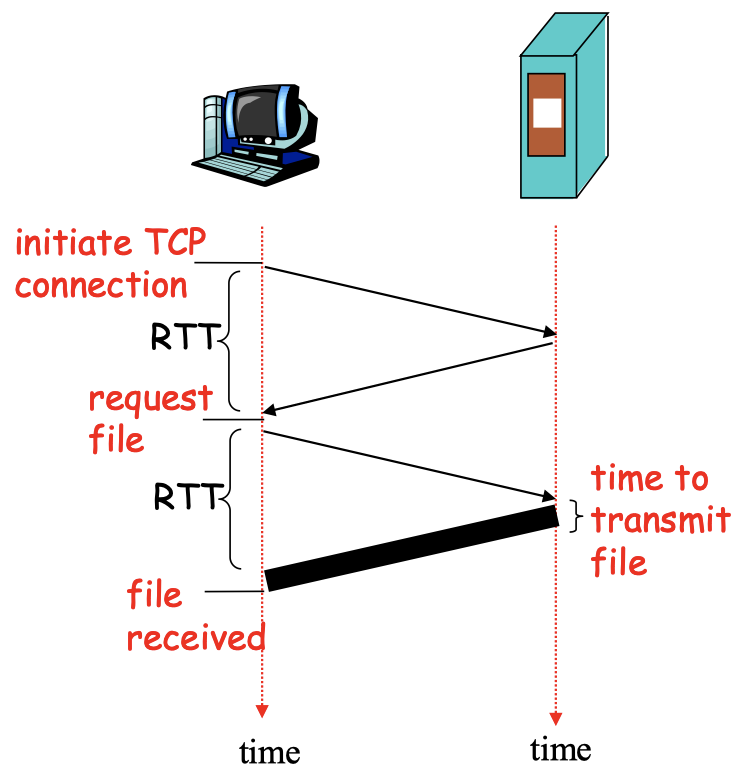 initiate TCP
connection
RTT
request
file
RTT
time to
transmit
file
file
received
time
time